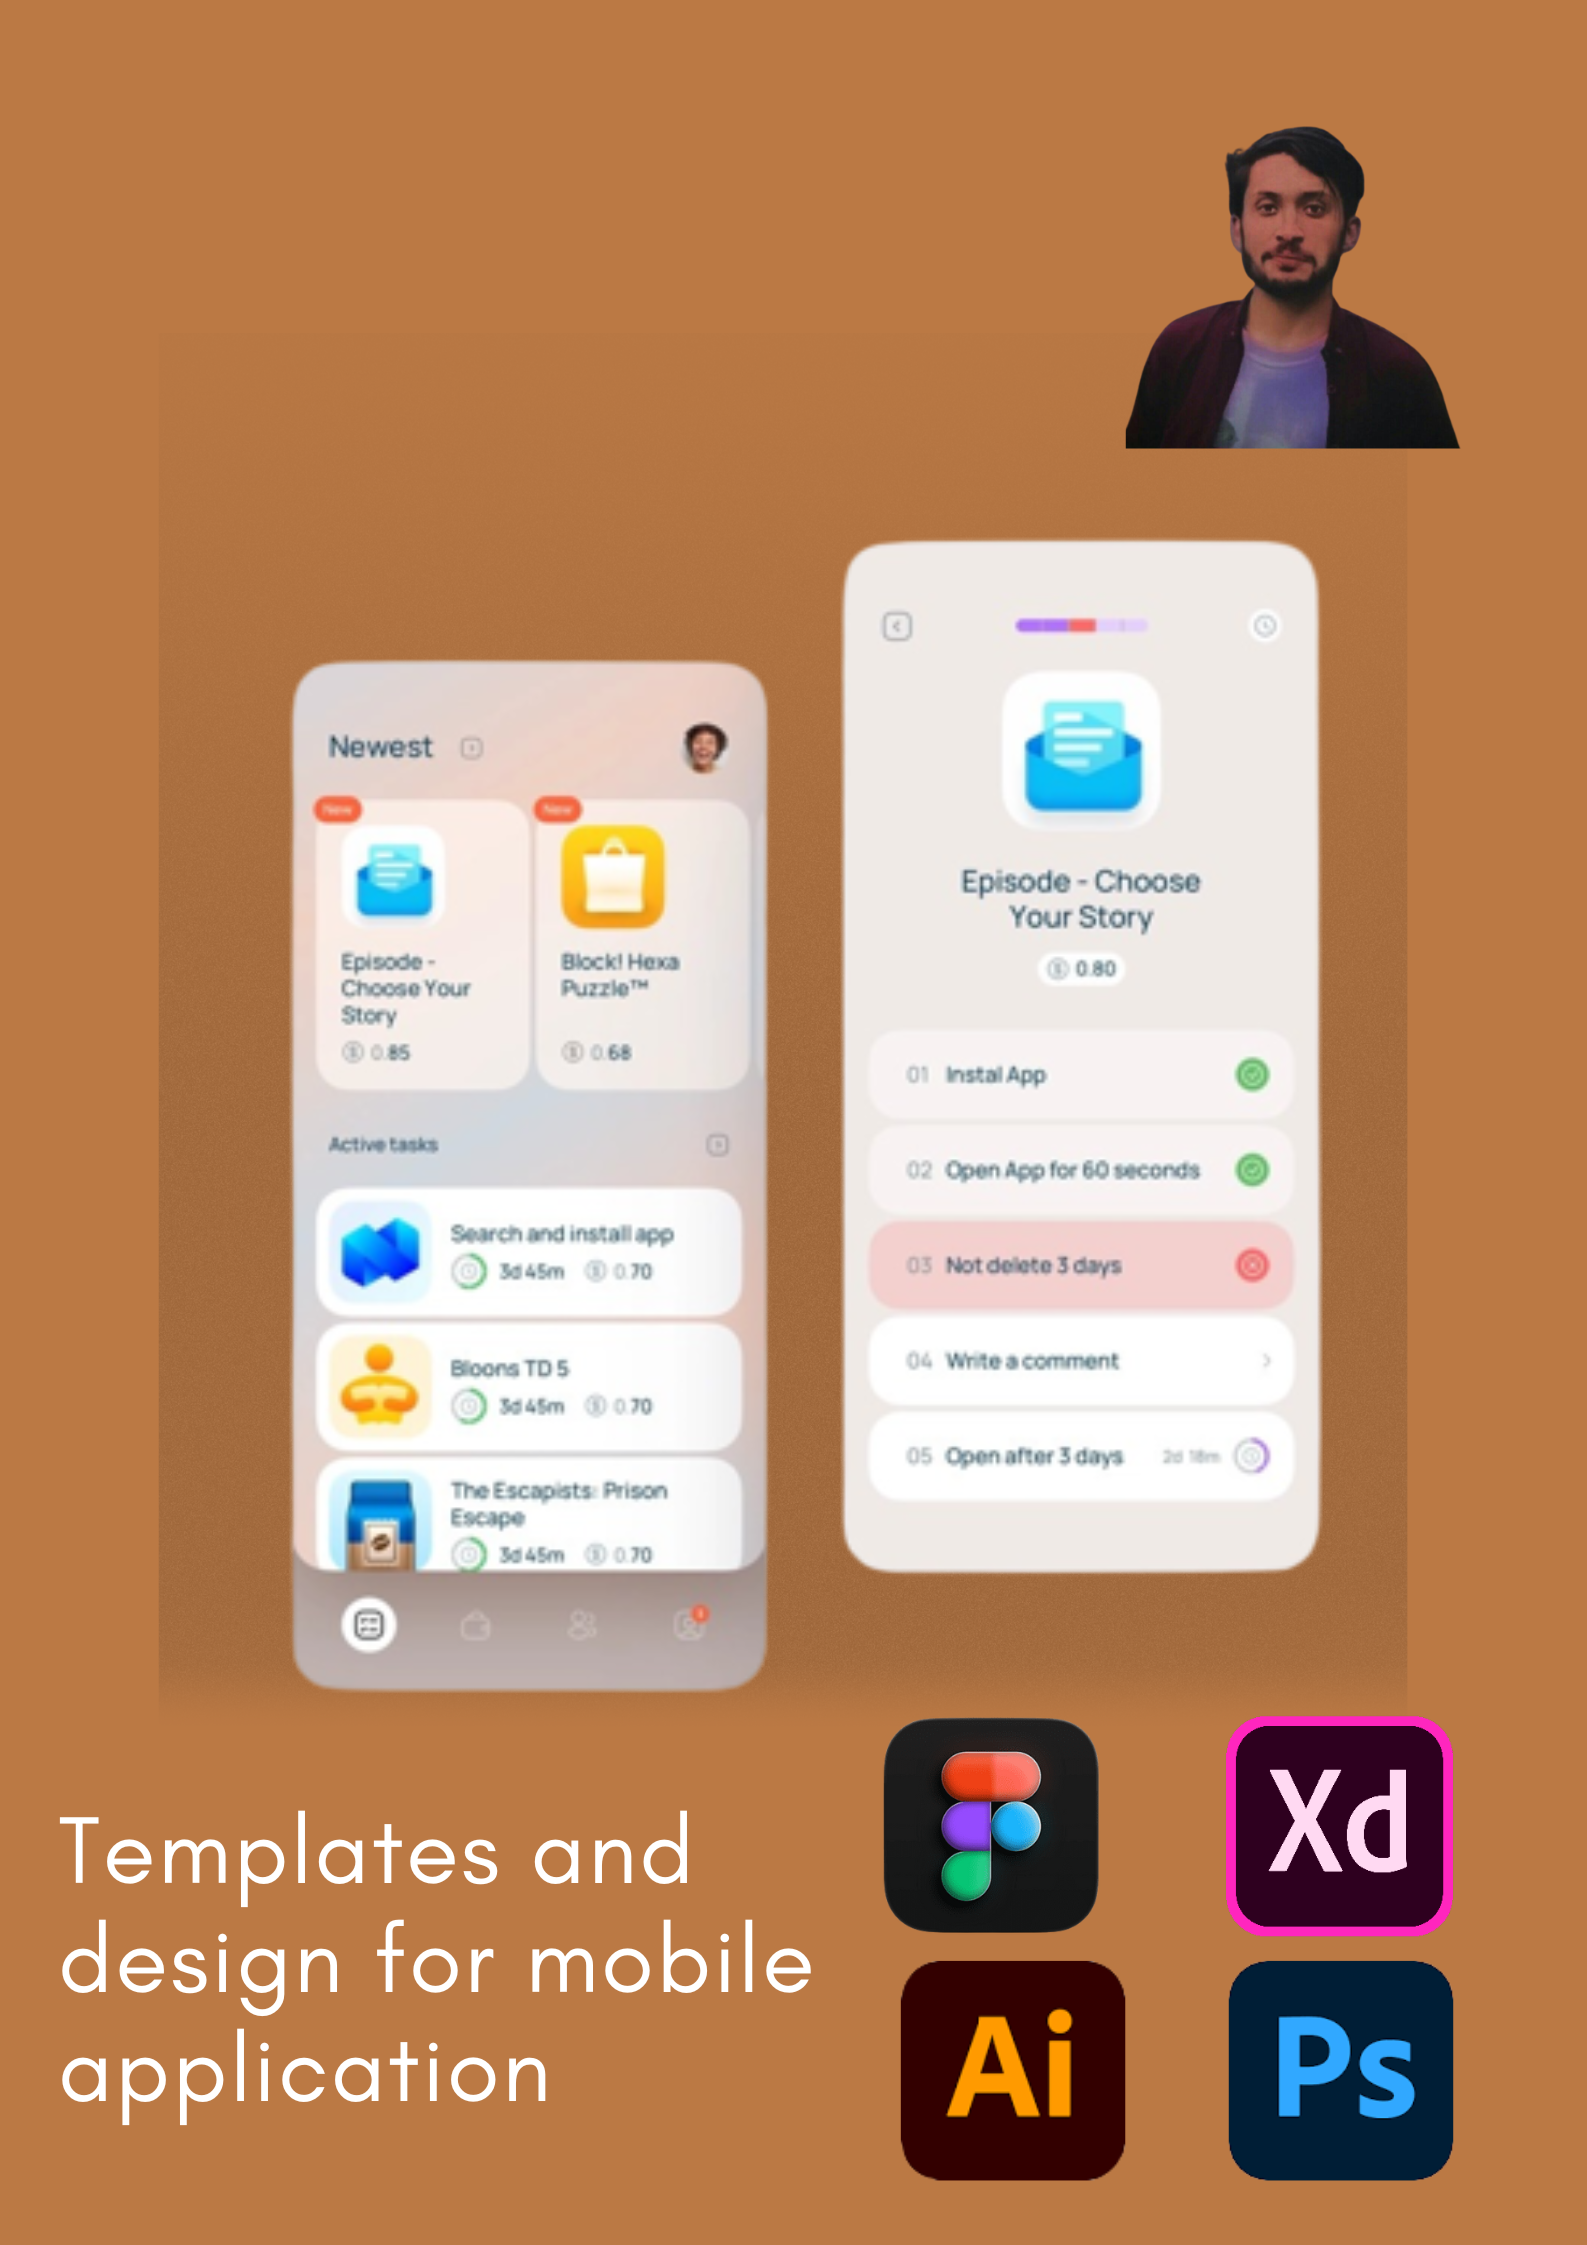 Newest
New
New
Episode -
Choose Your
Story
0.85
Block! Hexa
Puzzle™
0.68
Active tasks
Search and install app
3d 45m 0.70
Bloons TD 5
3d 45m 0.70
The Escapists: Prison
Escape
3d 45m 0.70
Episode - Choose
Your Story
0.80
01 Instal App
02 Open App for 60 seconds
03 Not delete 3 days
04 Write a comment
05 Open after 3 days 2d 18m
Templates and
design for mobile
application
Xd
Ai
Ps